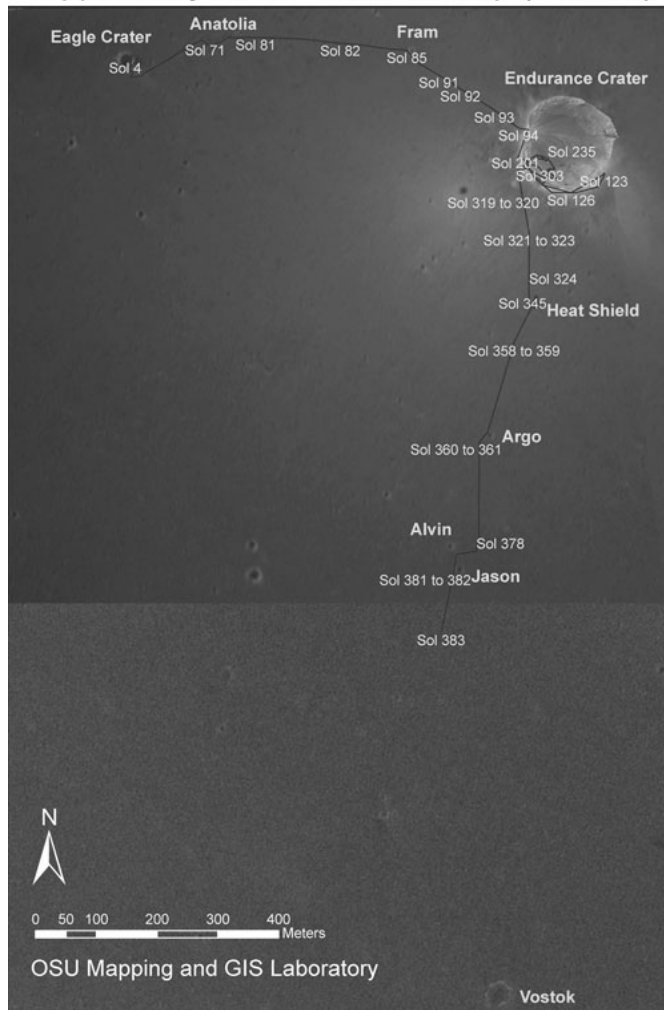 Eagle Crater
Anatolia
Fram
Sol 4
Sol 71
Sol 81
Sol 82
Sol 85
Sol 91
Sol 92
Endurance Crater
Sol 93
Sol 94
Sol 235
Sol 201
Sol 303
Sol 123
Sol 126
Sol 319 to 320
Sol 321 to 323
Sol 324
Sol 345
Heat Shield
Sol 358 to 359
Argo
Sol 360 to 361
Alvin
Sol 378
Sol 381 to 382
Jason
Sol 383
N
0 50 100 200 300 400
Meters
OSU Mapping and GIS Laboratory
Vostok